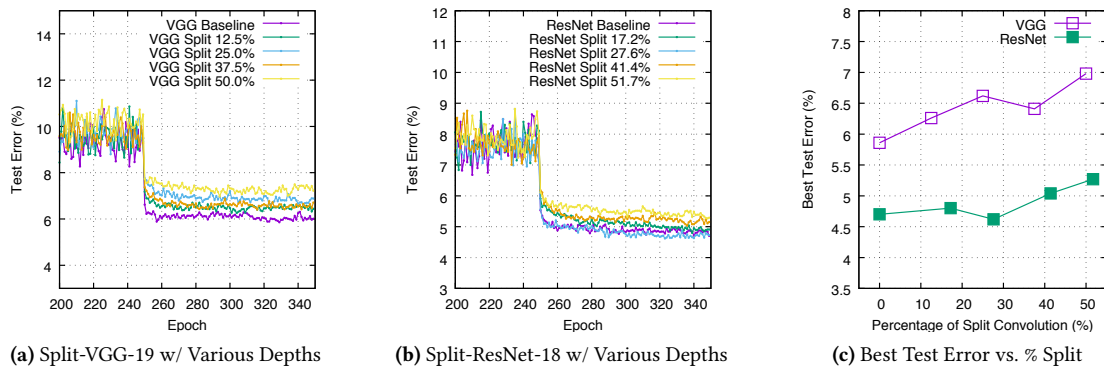 14
12
10
8
6
4
200 220 240 260 280 300 320 340
Test Error (%)
Epoch
VGG Baseline
VGG Split 12.5%
VGG Split 25.0%
VGG Split 37.5%
VGG Split 50.0%
(a) Split-VGG-19 w/ Various Depths
12
11
10
9
8
7
6
5
4
3
200 220 240 260 280 300 320 340
Test Error (%)
Epoch
ResNet Baseline
ResNet Split 17.2%
ResNet Split 27.6%
ResNet Split 41.4%
ResNet Split 51.7%
(b) Split-ResNet-18 w/ Various Depths
8
7.5
7
6.5
6
5.5
5
4.5
4
3.5
0 10 20 30 40 50
Best Test Error (%)
Percentage of Split Convolution (%)
VGG
ResNet
(c) Best Test Error vs. % Split